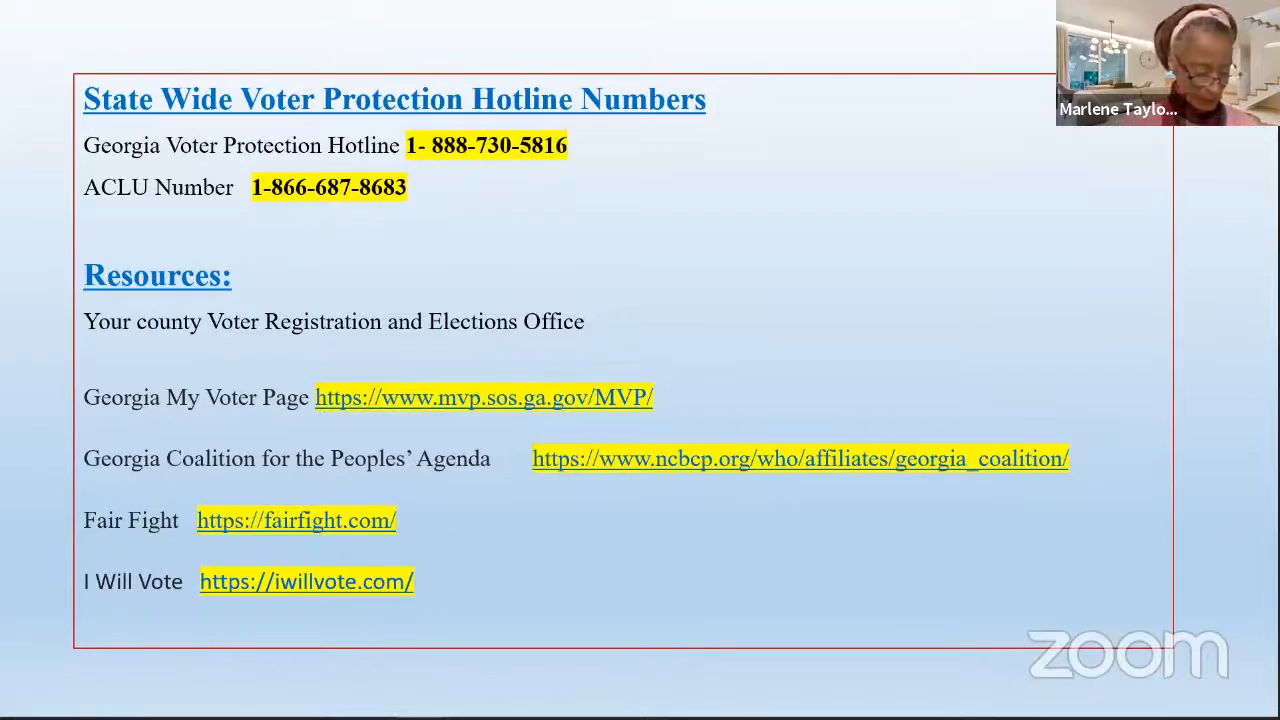 State Wide Voter Protection Hotline Numbers
Georgia Voter Protection Hotline 1- 888-730-5816
ACLU Number 1-866-687-8683
Resources:
Your county Voter Registration and Elections Office
Georgia My Voter Page https://www.mvp.sos.ga.gov/MVP/
Georgia Coalition for the Peoples’ Agenda https://www.ncbcp.org/who/affiliates/georgia_coalition/
Fair Fight https://fairfight.com/
I Will Vote https://iwillvote.com/
Marlene Taylo...
zoom